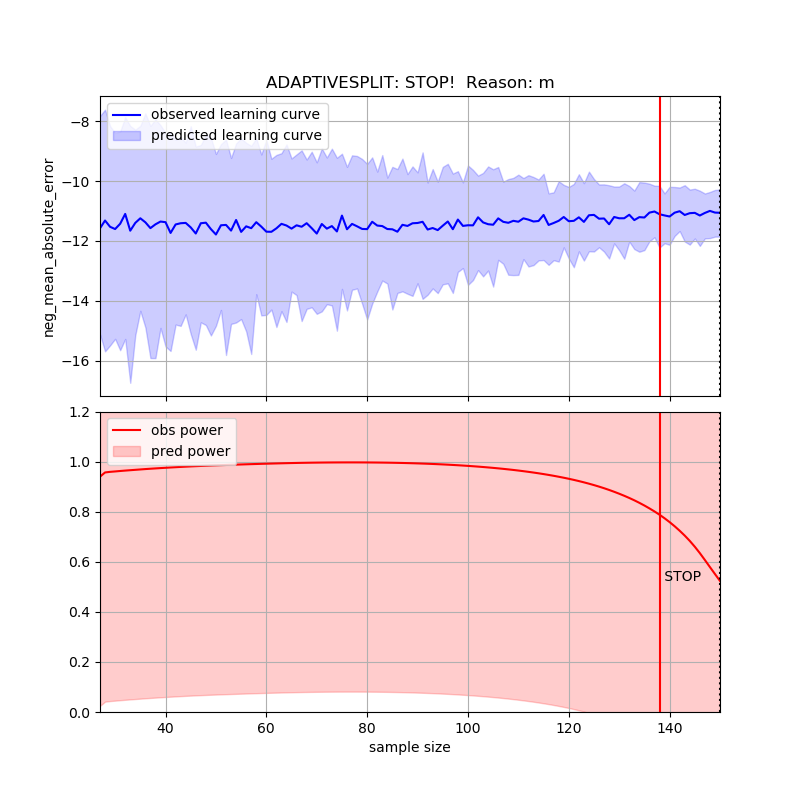 ADAPTIVESPLIT: STOP!  Reason: m
observed learning curve
predicted learning curve
neg_mean_absolute_error
−8
−10
−12
−14
−16
obs power
pred power
1.2
1.0
0.8
0.6
0.4
0.2
0.0
STOP
40 60 80 100 120 140
sample size